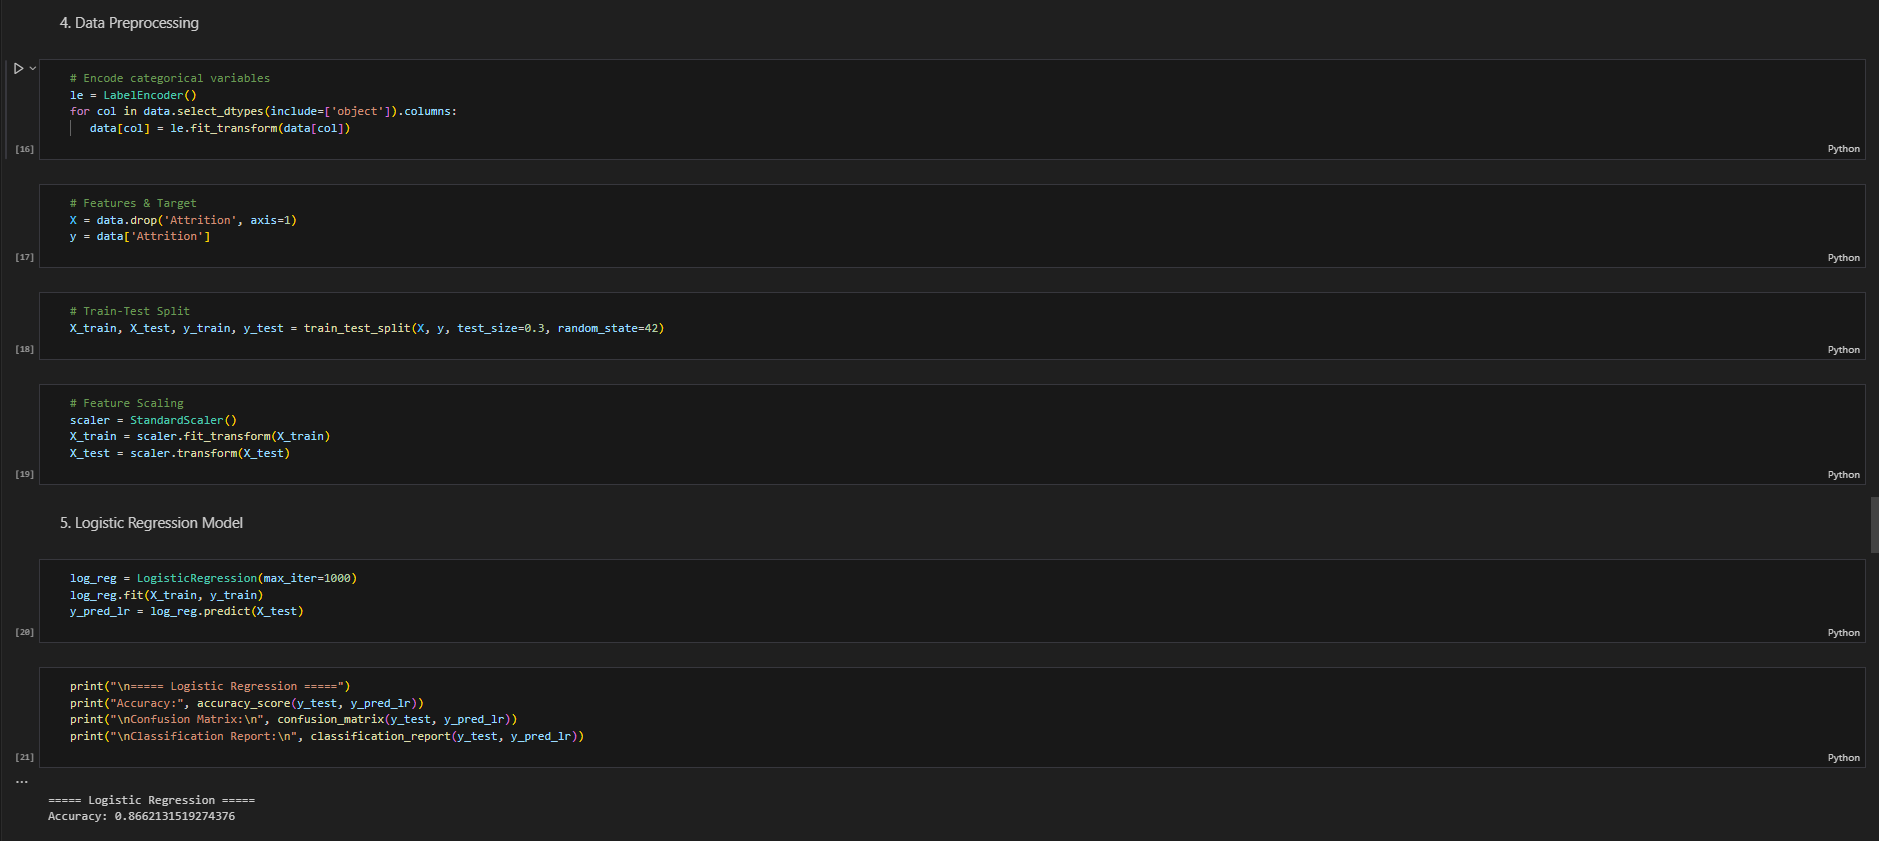 4. Data Preprocessing
# Encode categorical variables
le = LabelEncoder()
for col in data.select_dtypes(include=['object']).columns:
    data[col] = le.fit_transform(data[col])
[16]
Python
# Features & Target
X = data.drop('Attrition', axis=1)
y = data['Attrition']
[17]
Python
# Train-Test Split
X_train, X_test, y_train, y_test = train_test_split(X, y, test_size=0.3, random_state=42)
[18]
Python
# Feature Scaling
scaler = StandardScaler()
X_train = scaler.fit_transform(X_train)
X_test = scaler.transform(X_test)
[19]
Python
5. Logistic Regression Model
log_reg = LogisticRegression(max_iter=1000)
log_reg.fit(X_train, y_train)
y_pred_lr = log_reg.predict(X_test)
[20]
Python
print("\n===== Logistic Regression =====")
print("Accuracy:", accuracy_score(y_test, y_pred_lr))
print("\nConfusion Matrix:\n", confusion_matrix(y_test, y_pred_lr))
print("\nClassification Report:\n", classification_report(y_test, y_pred_lr))
[21]
Python
...
===== Logistic Regression =====
Accuracy: 0.8662131519274376